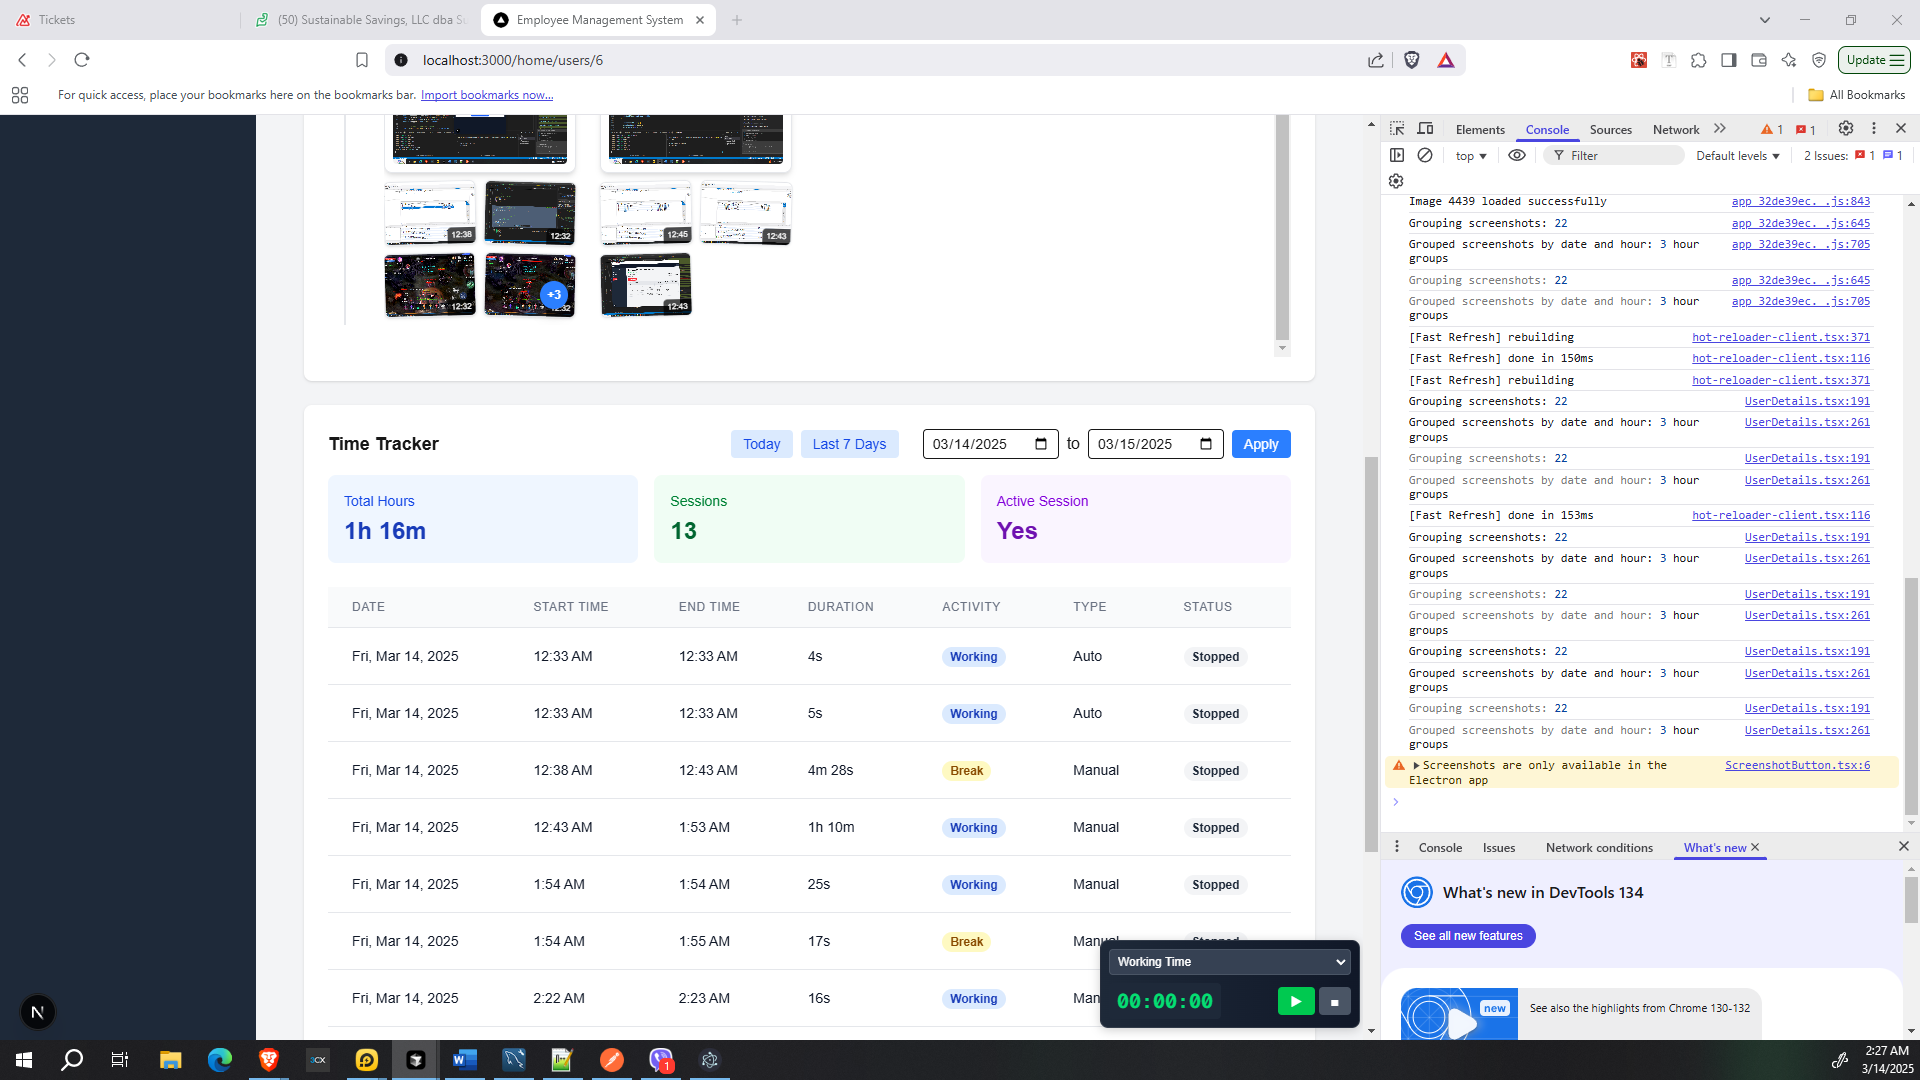 Tickets
(50) Sustainable Savings, LLC dba S
Employee Management System
localhost:3000/home/users/6
Update
For quick access, place your bookmarks here on the bookmarks bar. Import bookmarks now...
All Bookmarks
12:38
12:32
12:45
12:43
12:32
+3
12:43
Time Tracker
Today
Last 7 Days
03/14/2025
to
03/15/2025
Apply
Total Hours
1h 16m
Sessions
13
Active Session
Yes
DATE START TIME END TIME DURATION ACTIVITY TYPE STATUS
Fri, Mar 14, 2025 12:33 AM 12:33 AM 4s Working Auto Stopped
Fri, Mar 14, 2025 12:33 AM 12:33 AM 5s Working Auto Stopped
Fri, Mar 14, 2025 12:38 AM 12:43 AM 4m 28s Break Manual Stopped
Fri, Mar 14, 2025 12:43 AM 1:53 AM 1h 10m Working Manual Stopped
Fri, Mar 14, 2025 1:54 AM 1:54 AM 25s Working Manual Stopped
Fri, Mar 14, 2025 1:54 AM 1:55 AM 17s Break Manual Stopped
Fri, Mar 14, 2025 2:22 AM 2:23 AM 16s Working Man
Working Time
00:00:00
N
Elements Console Sources Network 1 1
top Filter Default levels 2 Issues: 1 1
Image 4439 loaded successfully app_32de39ec._.js:843
Grouping screenshots: 22 app_32de39ec._.js:645
Grouped screenshots by date and hour: 3 hour app_32de39ec._.js:705
groups
Grouping screenshots: 22 app_32de39ec._.js:645
Grouped screenshots by date and hour: 3 hour app_32de39ec._.js:705
groups
[Fast Refresh] rebuilding hot-reloader-client.tsx:371
[Fast Refresh] done in 150ms hot-reloader-client.tsx:116
[Fast Refresh] rebuilding hot-reloader-client.tsx:371
Grouping screenshots: 22 UserDetails.tsx:191
Grouped screenshots by date and hour: 3 hour UserDetails.tsx:261
groups
Grouping screenshots: 22 UserDetails.tsx:191
Grouped screenshots by date and hour: 3 hour UserDetails.tsx:261
groups
[Fast Refresh] done in 153ms hot-reloader-client.tsx:116
Grouping screenshots: 22 UserDetails.tsx:191
Grouped screenshots by date and hour: 3 hour UserDetails.tsx:261
groups
Grouping screenshots: 22 UserDetails.tsx:191
Grouped screenshots by date and hour: 3 hour UserDetails.tsx:261
groups
Grouping screenshots: 22 UserDetails.tsx:191
Grouped screenshots by date and hour: 3 hour UserDetails.tsx:261
groups
Grouping screenshots: 22 UserDetails.tsx:191
Grouped screenshots by date and hour: 3 hour UserDetails.tsx:261
groups
Screenshots are only available in the ScreenshotButton.tsx:6
Electron app
Console Issues Network conditions What's new
What's new in DevTools 134
See all new features
new
See also the highlights from Chrome 130-132
2:27 AM
3/14/2025